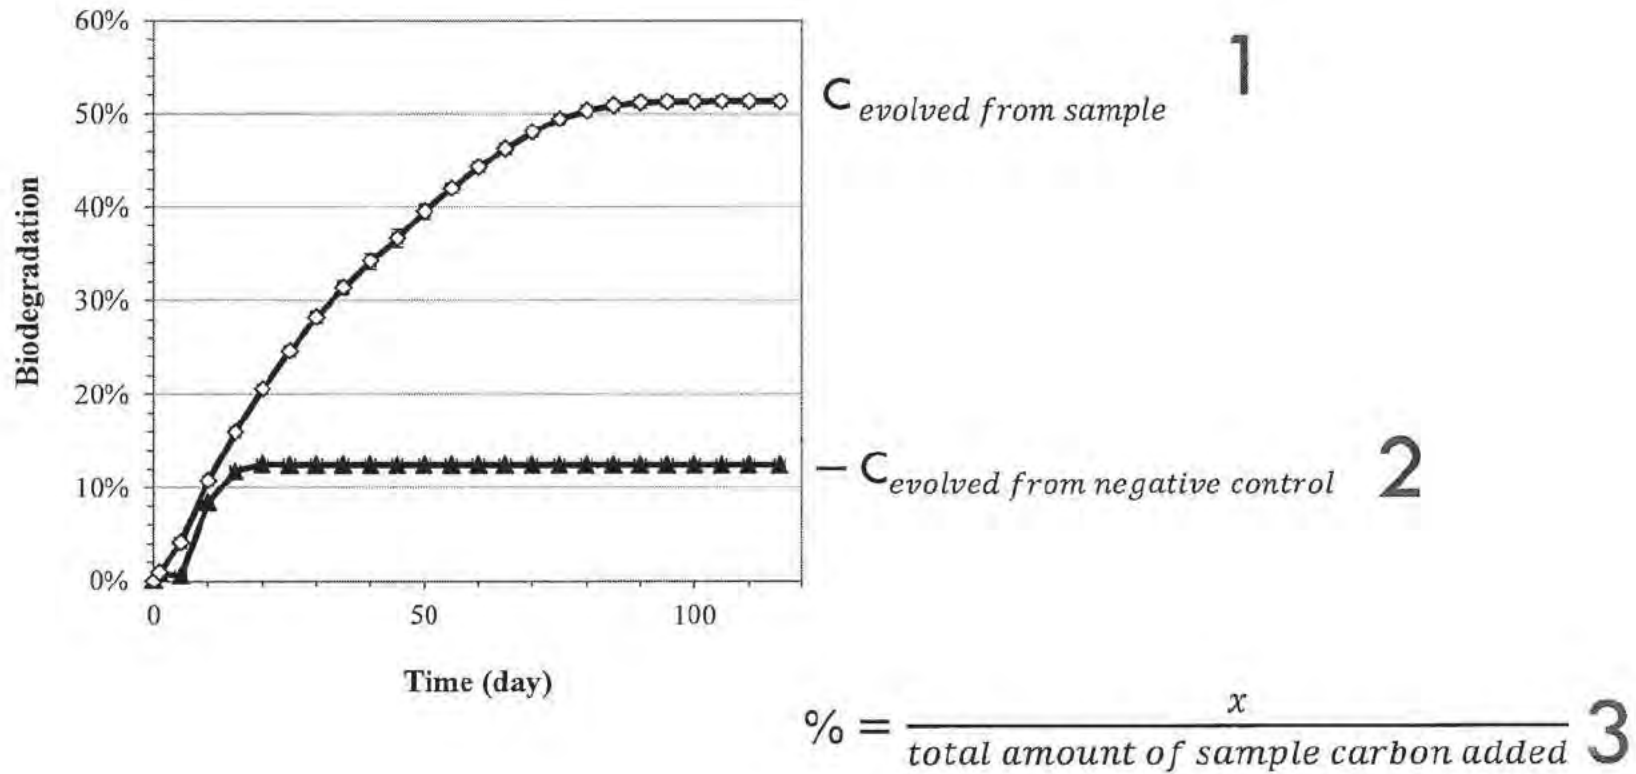 60%
50%
40%
30%
20%
10%
0%
Biodegradation
0 50 100
Time (day)
C evolved from sample 1
− C evolved from negative control 2
% = x / total amount of sample carbon added 3